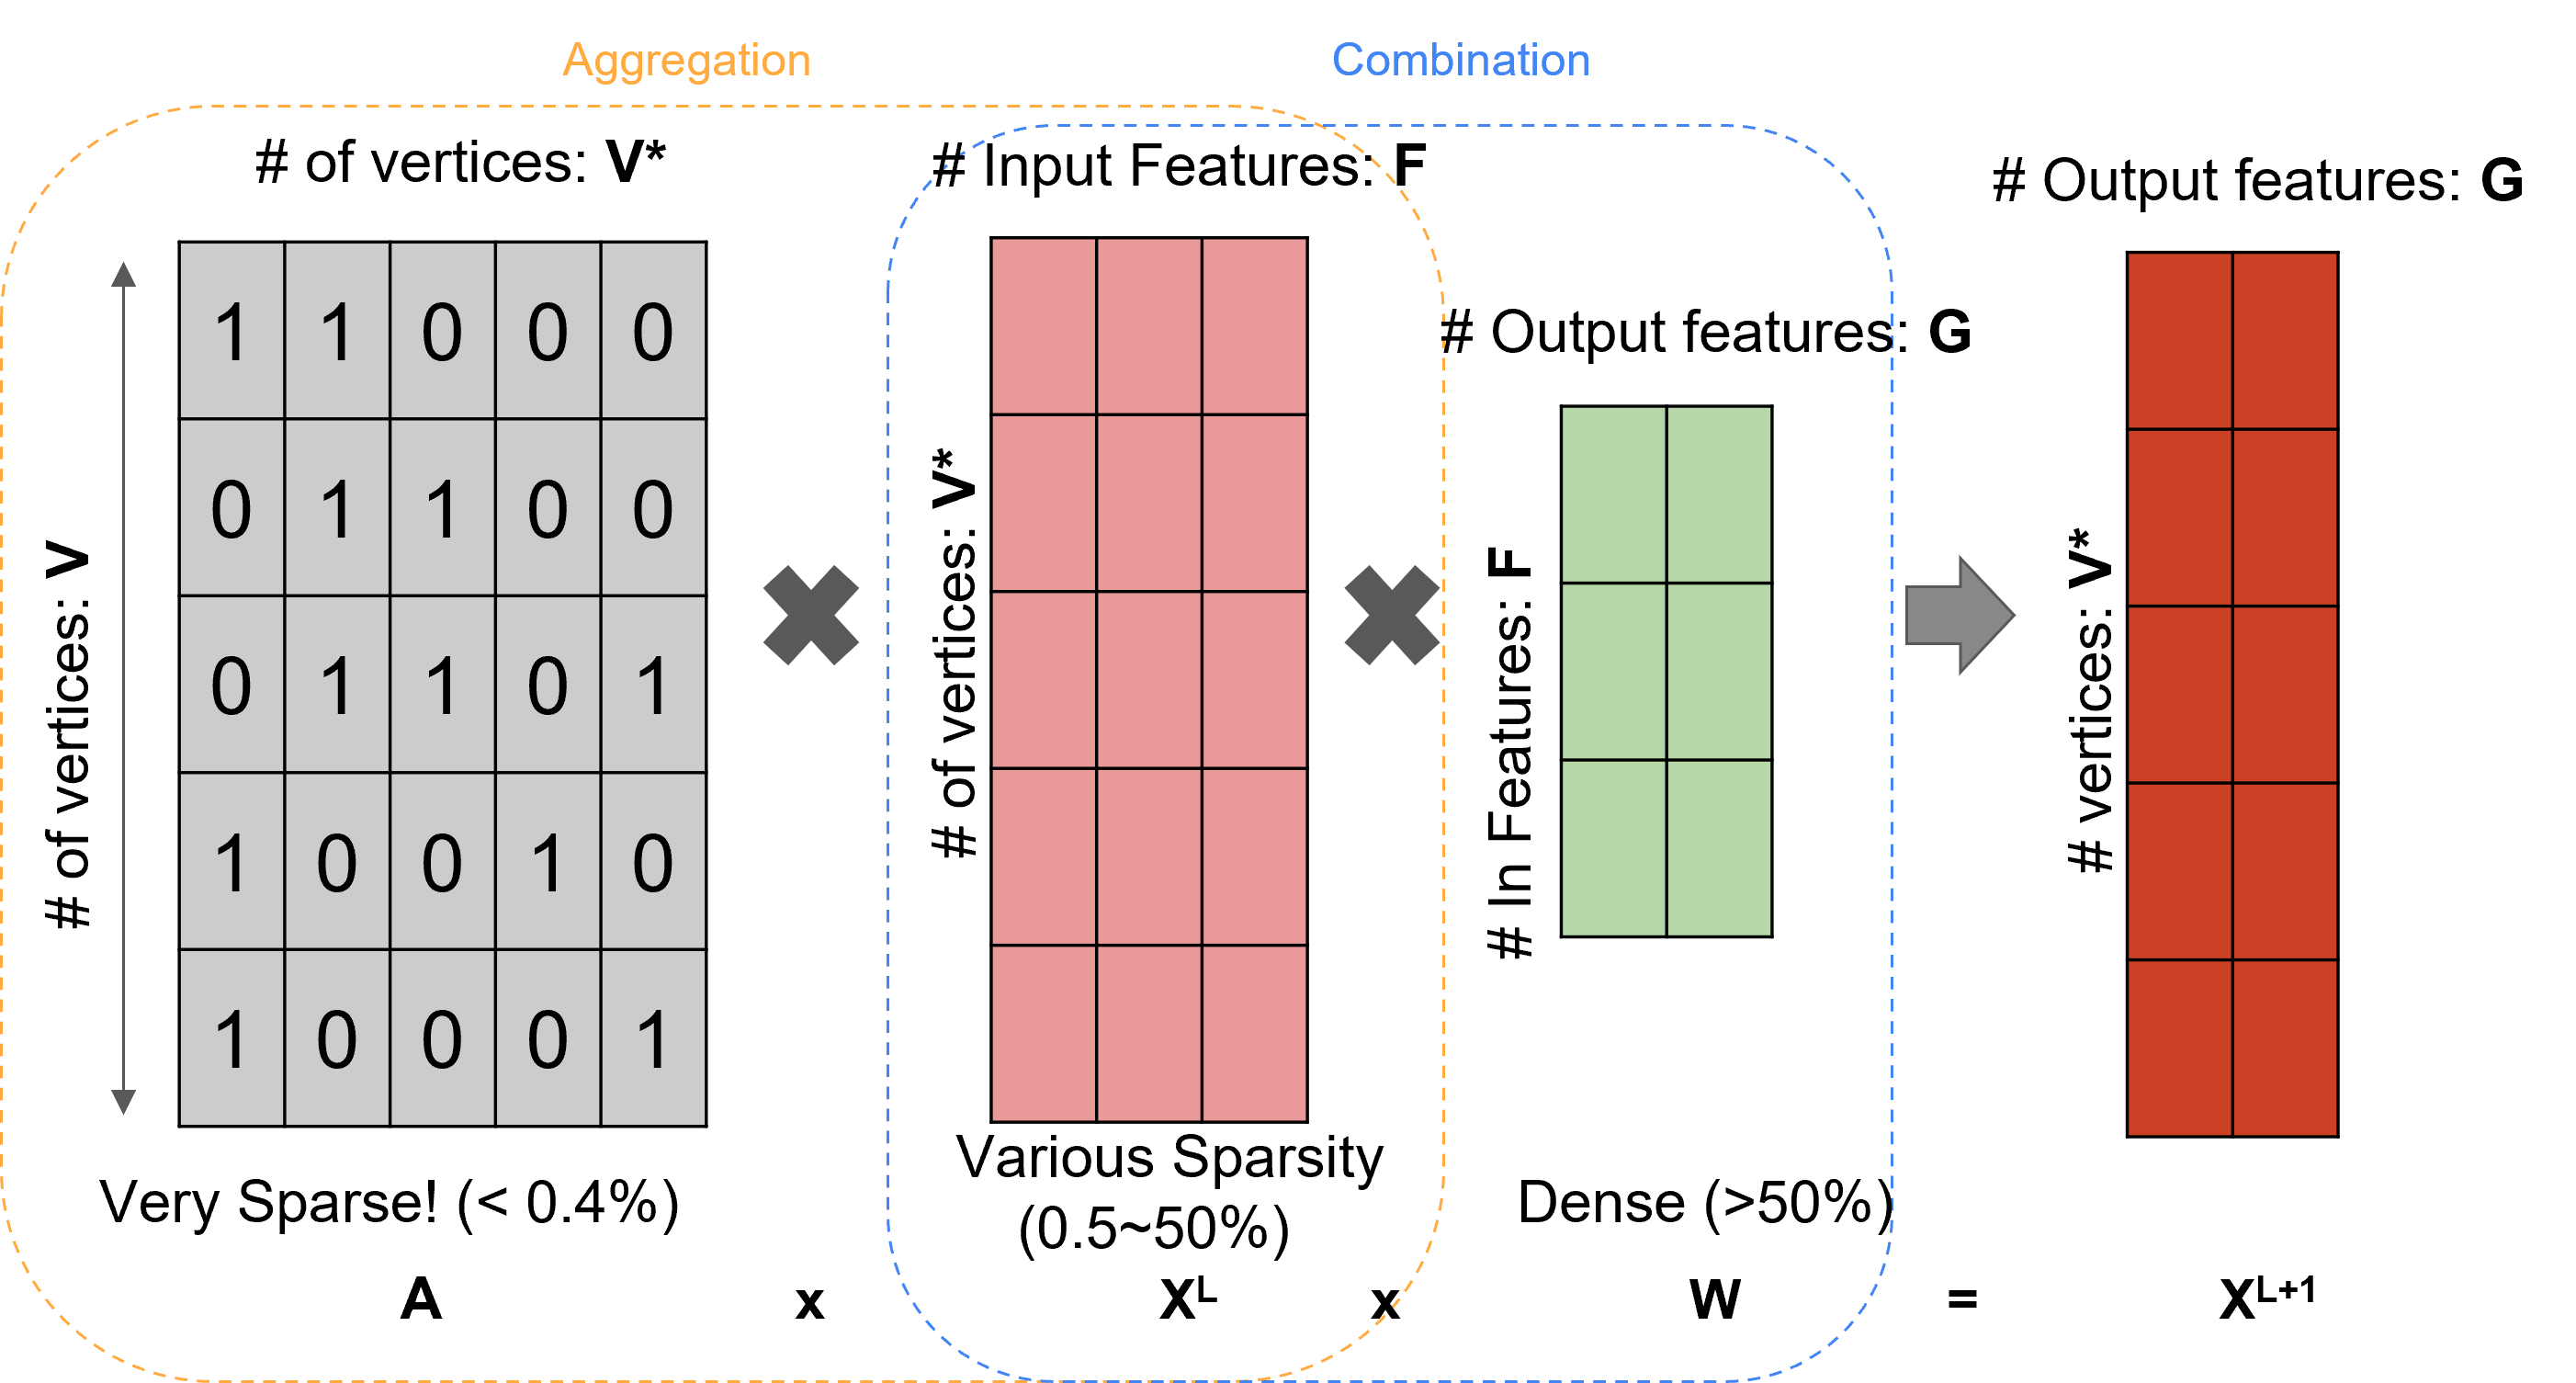 Aggregation
Combination
# of vertices: V*
# Input Features: F
# Output features: G
# Output features: G
# of vertices: V
1 1 0 0 0
0 1 1 0 0
0 1 1 0 1
1 0 0 1 0
1 0 0 0 1
# of vertices: V*
# In Features: F
# vertices: V*
Very Sparse! (< 0.4%)
Various Sparsity
(0.5~50%)
Dense (>50%)
A x X^L x W = X^L+1